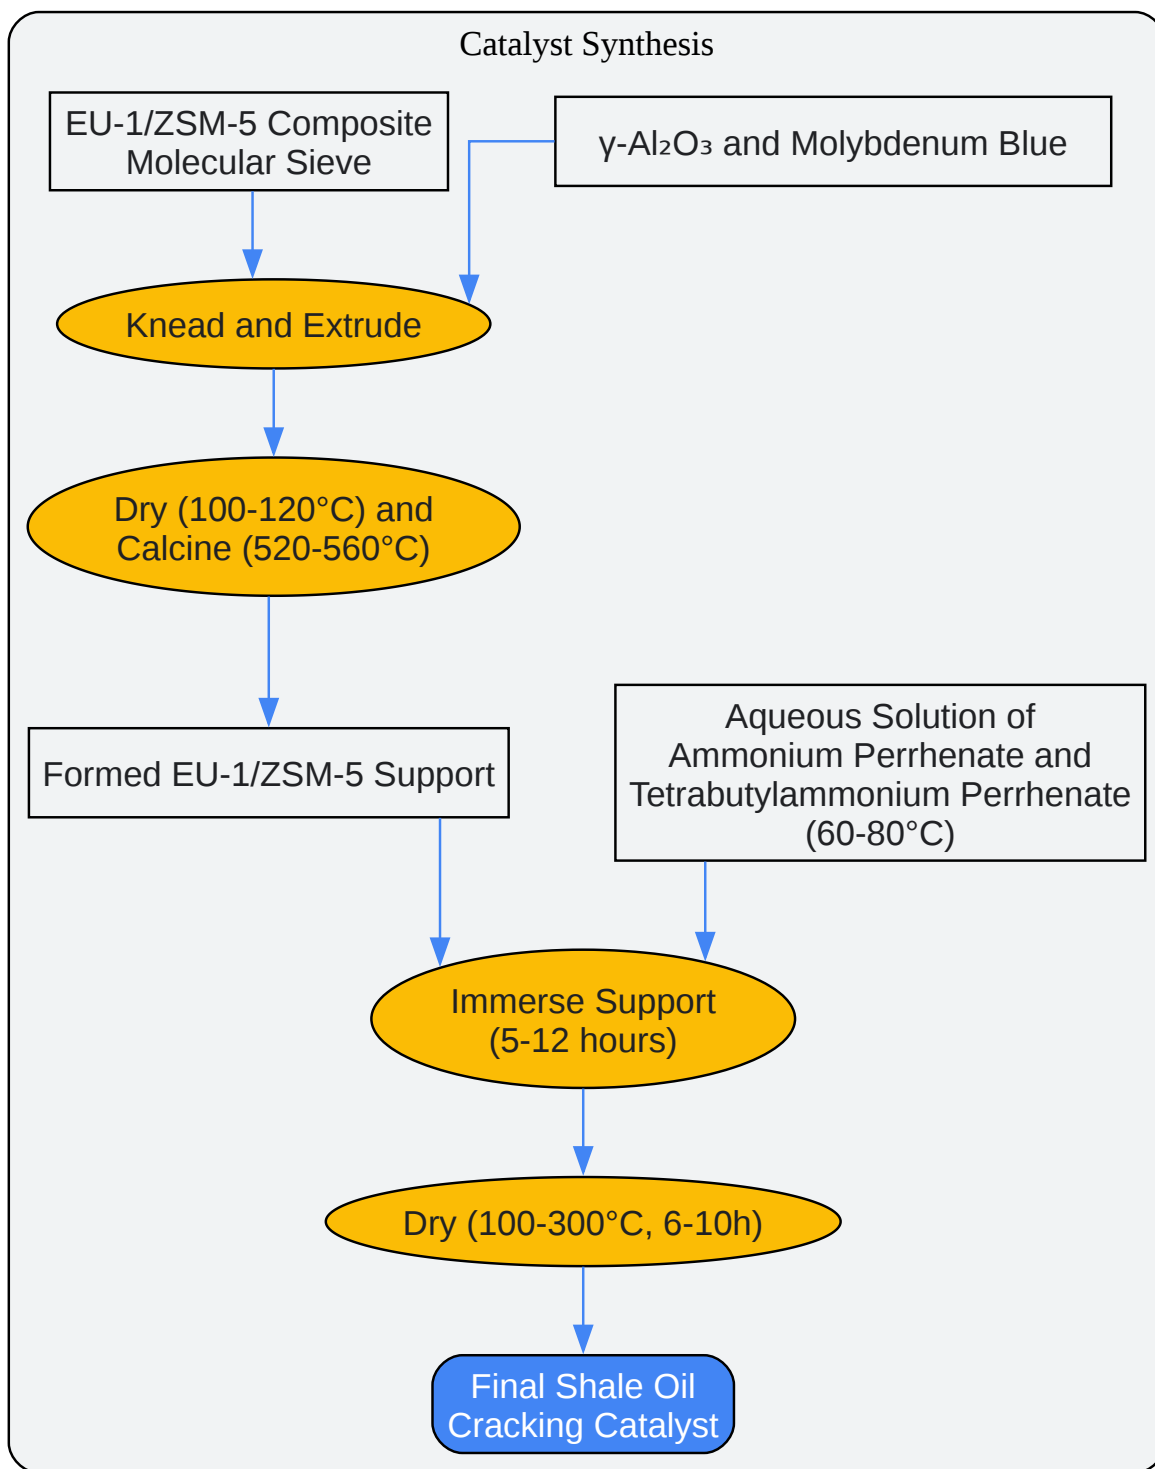 Catalyst Synthesis
EU-1/ZSM-5 Composite
Molecular Sieve
γ-Al₂O₃ and Molybdenum Blue
Knead and Extrude
Dry (100-120°C) and
Calcine (520-560°C)
Formed EU-1/ZSM-5 Support
Aqueous Solution of
Ammonium Perrhenate and
Tetrabutylammonium Perrhenate
(60-80°C)
Immerse Support
(5-12 hours)
Dry (100-300°C, 6-10h)
Final Shale Oil
Cracking Catalyst